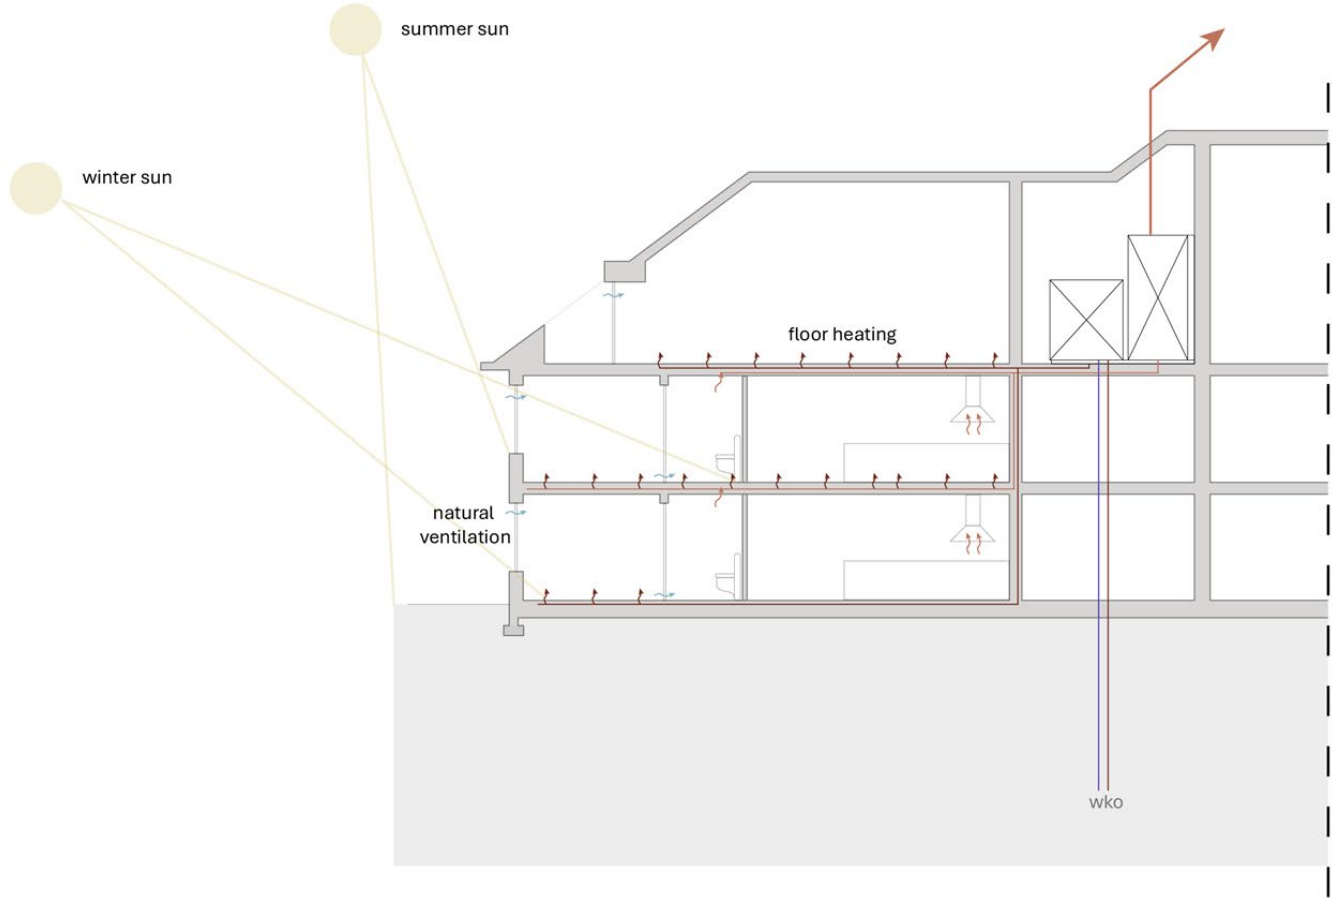 summer sun
winter sun
floor heating
natural
ventilation
wko